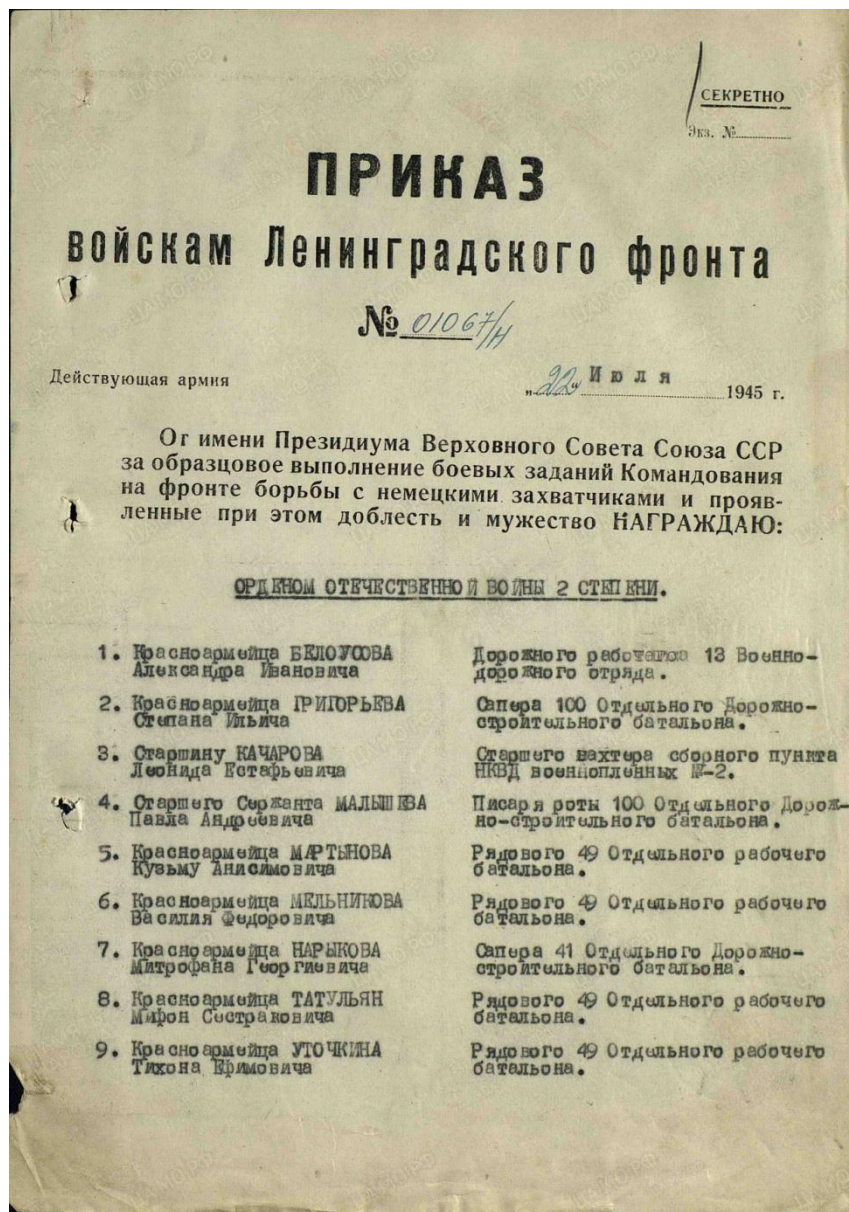 СЕКРЕТНО
Экз. №
ПРИКАЗ
войскам Ленинградского фронта
№ 01067/н
Действующая армия
„22“ Июля 1945 г.
От имени Президиума Верховного Совета Союза ССР
за образцовое выполнение боевых заданий Командования
на фронте борьбы с немецкими захватчиками и прояв-
ленные при этом доблесть и мужество НАГРАЖДАЮ:
ОРДЕНОМ ОТЕЧЕСТВЕННОЙ ВОЙНЫ 2 СТЕПЕНИ.
1. Красноармейца БЕЛОУСОВА Дорожного работника 13 Военно-
Александра Ивановича дорожного отряда.
2. Красноармейца ГРИГОРЬЕВА Сапера 100 Отдельного Дорожно-
Степана Ильича строительного батальона.
3. Старшину КАЧАРОВА Старшего вахтера сборного пункта
Леонида Естафьевича НКВД военнопленных №-2.
4. Старшего Сержанта МАЛЫШЕВА Писаря роты 100 Отдельного Дорож-
Павла Андреевича но-строительного батальона.
5. Красноармейца МАРТЫНОВА Рядового 49 Отдельного рабочего
Кузьму Анисимовича батальона.
6. Красноармейца МЕЛЬНИКОВА Рядового 49 Отдельного рабочего
Василия Федоровича батальона.
7. Красноармейца НАРЫКОВА Сапера 41 Отдельного Дорожно-
Митрофана Георгиевича строительного батальона.
8. Красноармейца ТАТУЛЬЯН Рядового 49 Отдельного рабочего
Мифон Систраковича батальона.
9. Красноармейца УТОЧКИНА Рядового 49 Отдельного рабочего
Тихона Ефимовича батальона.